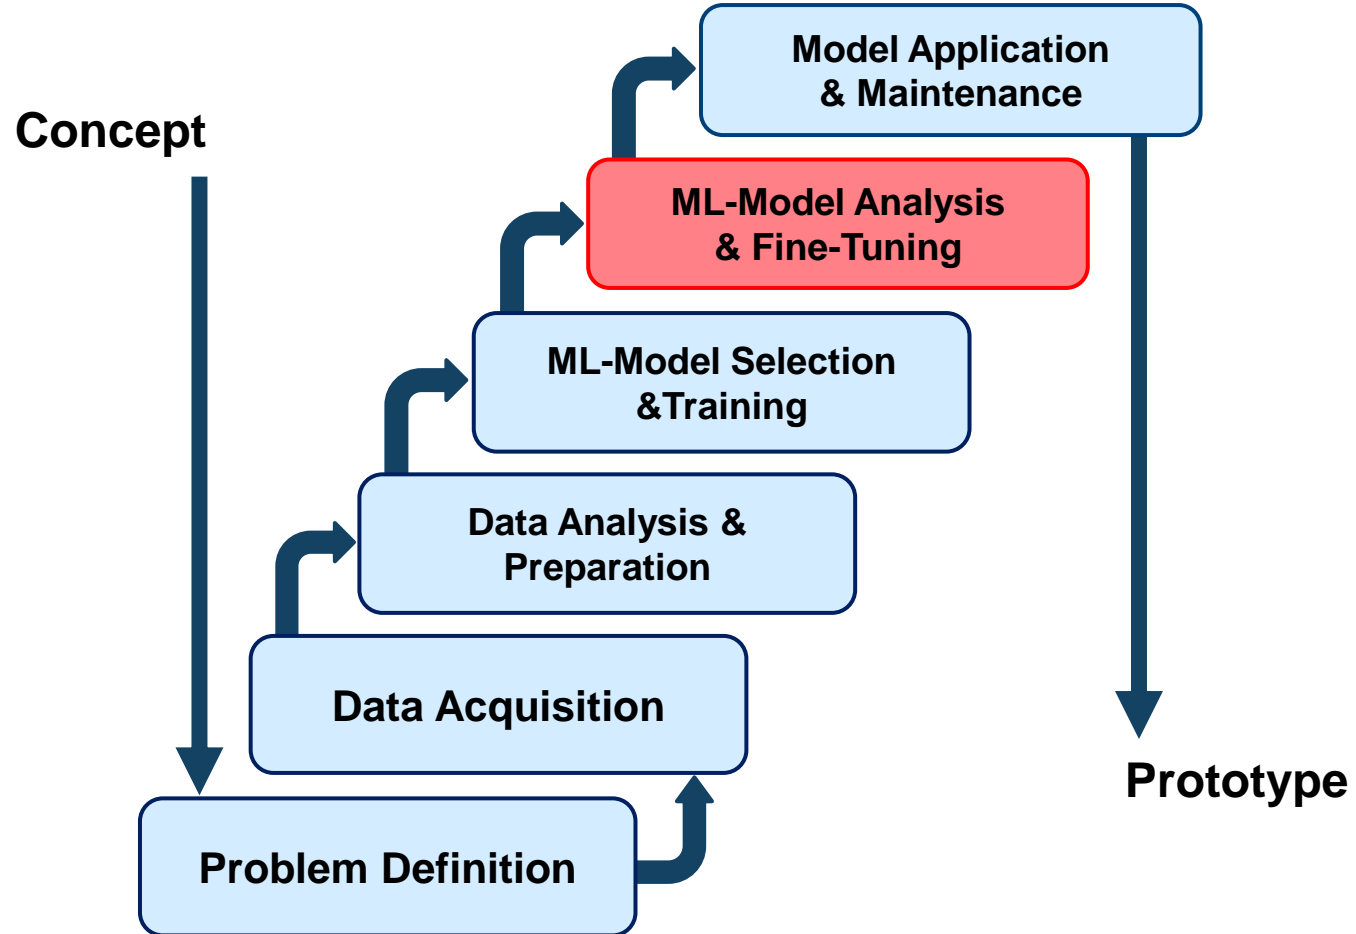 Model Application
& Maintenance
Concept
ML-Model Analysis
& Fine-Tuning
ML-Model Selection
&Training
Data Analysis &
Preparation
Data Acquisition
Prototype
Problem Definition